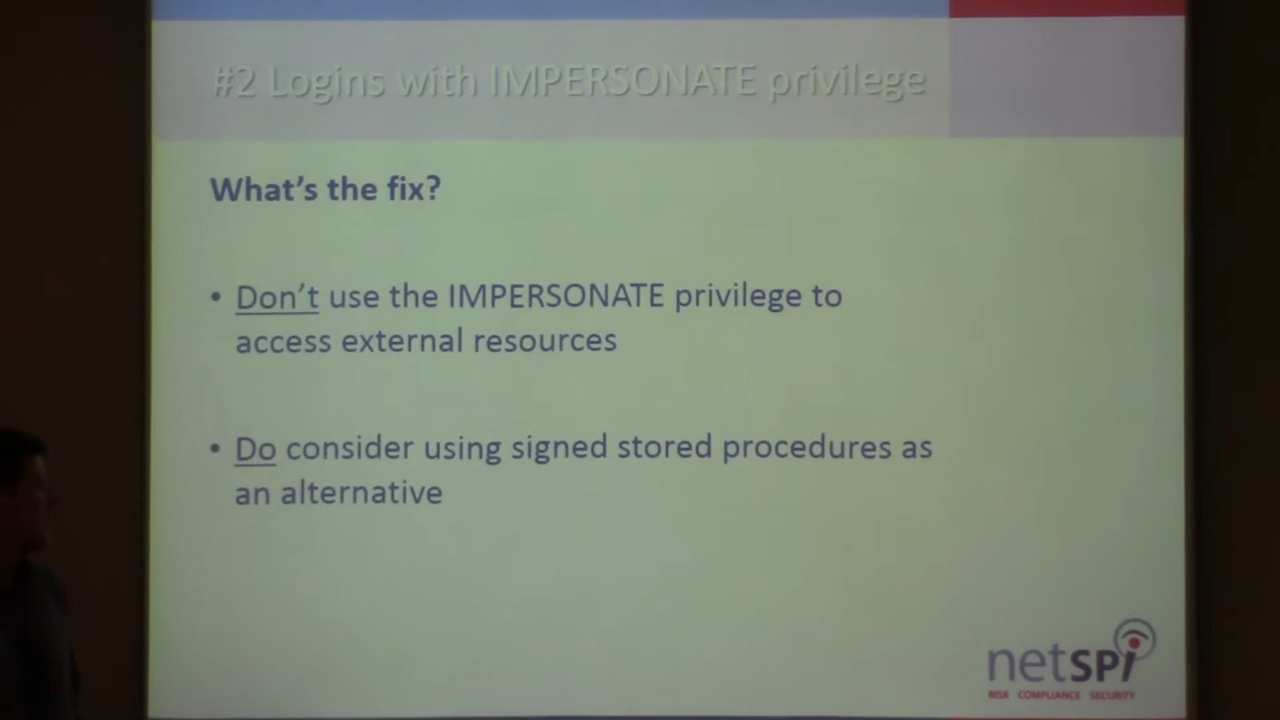 #2 Logins with IMPERSONATE privilege
What's the fix?
• Don't use the IMPERSONATE privilege to
access external resources
• Do consider using signed stored procedures as
an alternative
netspi
RISK COMPLIANCE SECURITY